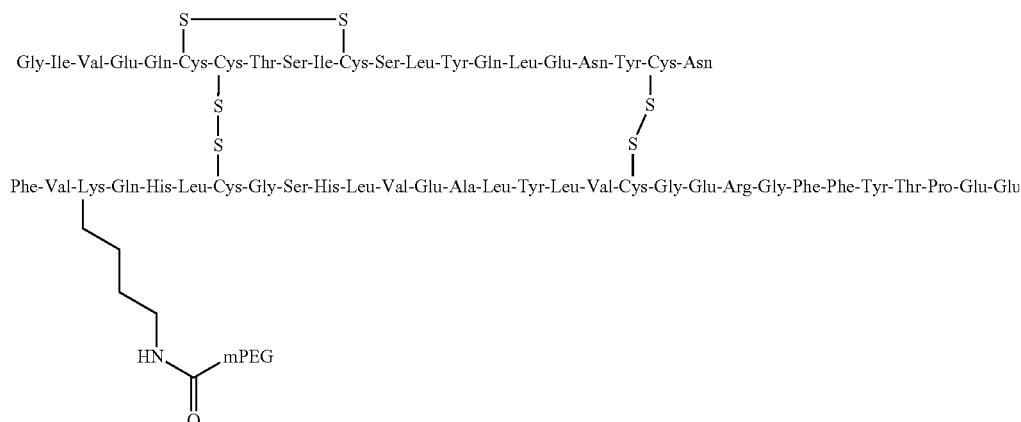 S S
Gly-Ile-Val-Glu-Gln-Cys-Cys-Thr-Ser-Ile-Cys-Ser-Leu-Tyr-Gln-Leu-Glu-Asn-Tyr-Cys-Asn
S S
S S
Phe-Val-Lys-Gln-His-Leu-Cys-Gly-Ser-His-Leu-Val-Glu-Ala-Leu-Tyr-Leu-Val-Cys-Gly-Glu-Arg-Gly-Phe-Phe-Tyr-Thr-Pro-Glu-Glu
HN mPEG
O